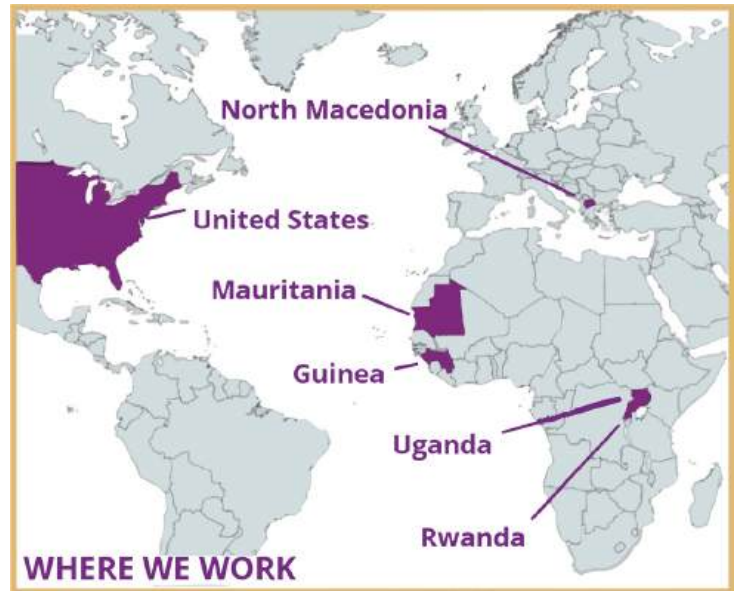 North Macedonia
United States
Mauritania
Guinea
Uganda
Rwanda
WHERE WE WORK